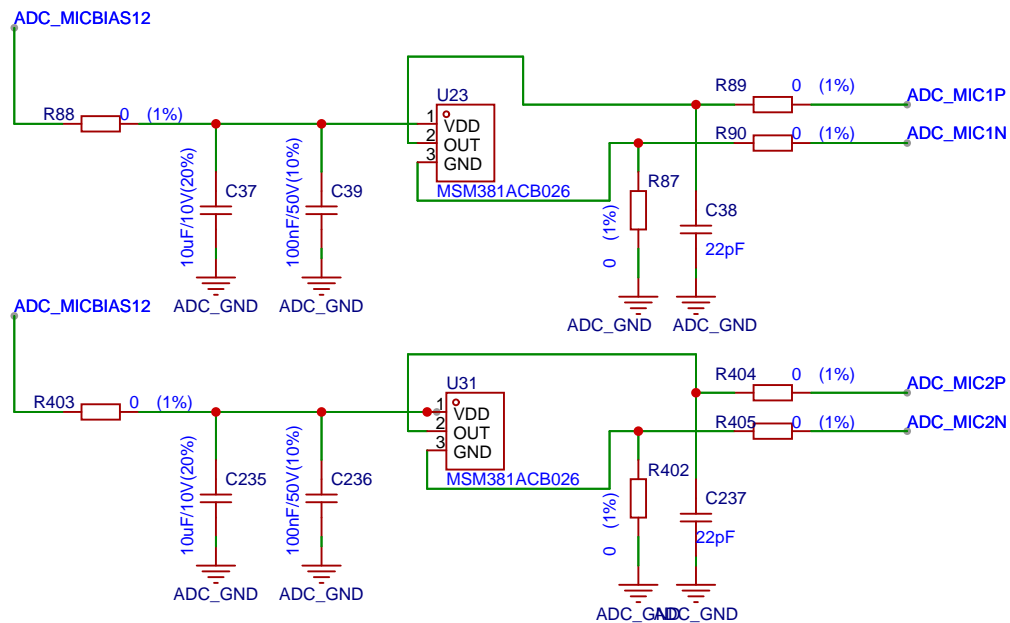 ADC_MICBIAS12
R88 0 (1%)
10uF/10V(20%)
C37
100nF/50V(10%)
C39
ADC_GND
ADC_GND
U23
1 VDD
2 OUT
3 GND
MSM381ACB026
R89 0 (1%)
ADC_MIC1P
R90 0 (1%)
ADC_MIC1N
R87
0 (1%)
C38
22pF
ADC_GND
ADC_GND
ADC_MICBIAS12
R403 0 (1%)
10uF/10V(20%)
C235
100nF/50V(10%)
C236
ADC_GND
ADC_GND
U31
1 VDD
2 OUT
3 GND
MSM381ACB026
R404 0 (1%)
ADC_MIC2P
R405 0 (1%)
ADC_MIC2N
R402
0 (1%)
C237
22pF
ADC_GND
ADC_GND